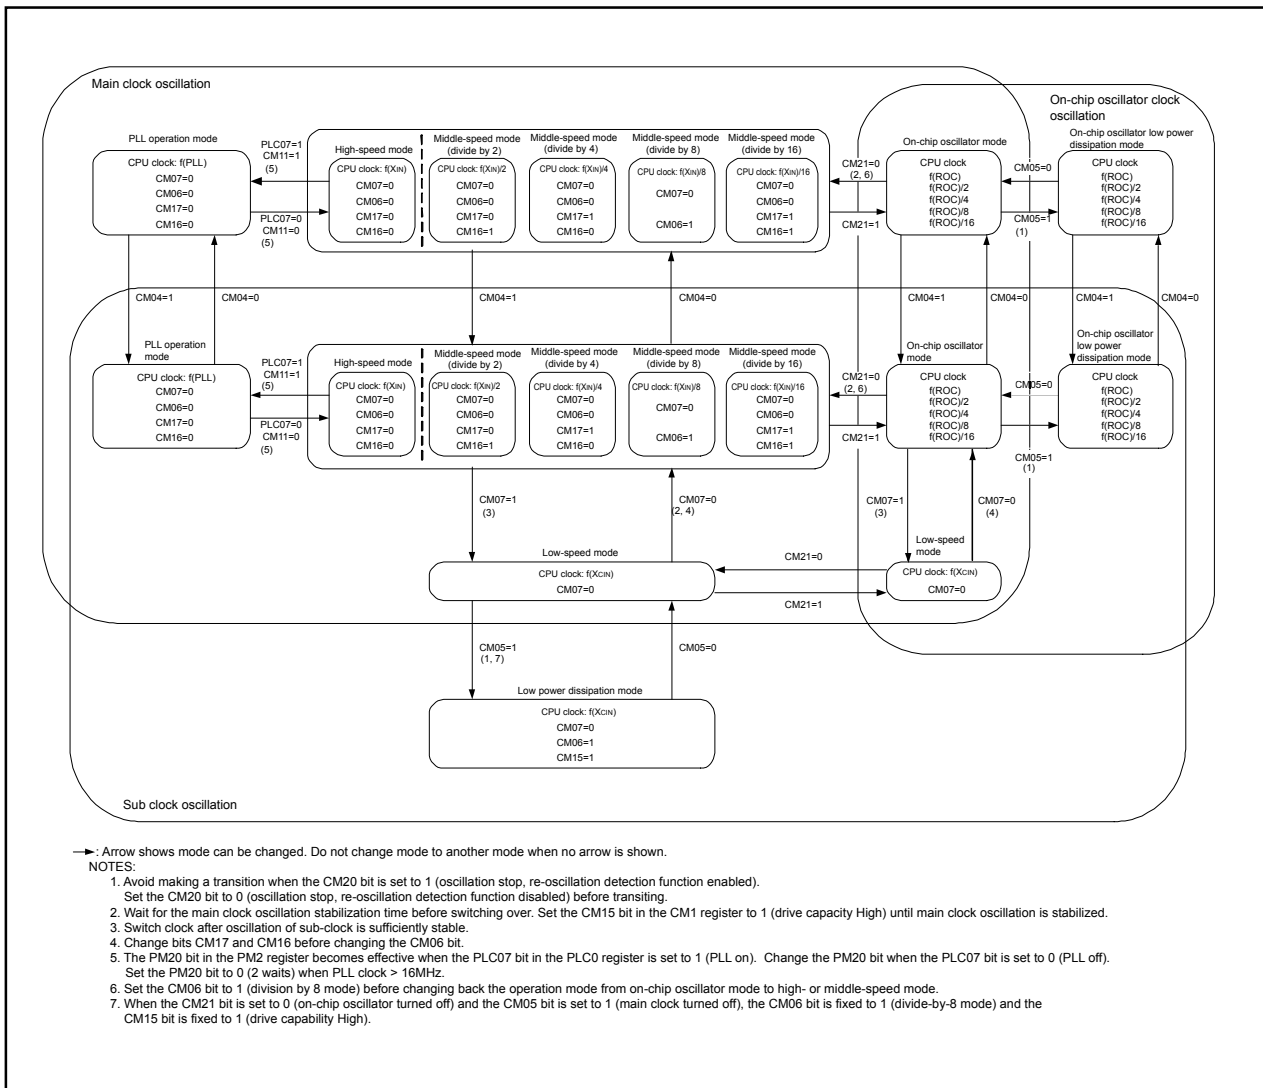 Main clock oscillation
On-chip oscillator clock
oscillation
PLL operation mode
CPU clock: f(PLL)
CM07=0
CM06=0
CM17=0
CM16=0
PLC07=1
CM11=1
(5)
PLC07=0
CM11=0
(5)
High-speed mode
CPU clock: f(XIN)
CM07=0
CM06=0
CM17=0
CM16=0
Middle-speed mode
(divide by 2)
CPU clock: f(XIN)/2
CM07=0
CM06=0
CM17=0
CM16=1
Middle-speed mode
(divide by 4)
CPU clock: f(XIN)/4
CM07=0
CM06=0
CM17=1
CM16=0
Middle-speed mode
(divide by 8)
CPU clock: f(XIN)/8
CM07=0
CM06=1
Middle-speed mode
(divide by 16)
CPU clock: f(XIN)/16
CM07=0
CM06=0
CM17=1
CM16=1
CM21=0
(2, 6)
CM21=1
On-chip oscillator mode
CPU clock
f(ROC)
f(ROC)/2
f(ROC)/4
f(ROC)/8
f(ROC)/16
CM05=0
CM05=1
(1)
On-chip oscillator low power
dissipation mode
CPU clock
f(ROC)
f(ROC)/2
f(ROC)/4
f(ROC)/8
f(ROC)/16
CM04=1
CM04=0
CM04=1
CM04=0
CM04=1
CM04=0
CM04=1
CM04=0
PLL operation
mode
CPU clock: f(PLL)
CM07=0
CM06=0
CM17=0
CM16=0
PLC07=1
CM11=1
(5)
PLC07=0
CM11=0
(5)
High-speed mode
CPU clock: f(XIN)
CM07=0
CM06=0
CM17=0
CM16=0
Middle-speed mode
(divide by 2)
CPU clock: f(XIN)/2
CM07=0
CM06=0
CM17=0
CM16=1
Middle-speed mode
(divide by 4)
CPU clock: f(XIN)/4
CM07=0
CM06=0
CM17=1
CM16=0
Middle-speed mode
(divide by 8)
CPU clock: f(XIN)/8
CM07=0
CM06=1
Middle-speed mode
(divide by 16)
CPU clock: f(XIN)/16
CM07=0
CM06=0
CM17=1
CM16=1
CM21=0
(2, 6)
CM21=1
On-chip oscillator
mode
CPU clock
f(ROC)
f(ROC)/2
f(ROC)/4
f(ROC)/8
f(ROC)/16
CM05=0
CM05=1
(1)
On-chip oscillator
low power
dissipation mode
CPU clock
f(ROC)
f(ROC)/2
f(ROC)/4
f(ROC)/8
f(ROC)/16
CM07=1
(3)
CM07=0
(2, 4)
CM07=1
(3)
CM07=0
(4)
Low-speed mode
CPU clock: f(XCIN)
CM07=0
CM21=0
CM21=1
Low-speed
mode
CPU clock: f(XCIN)
CM07=0
CM05=1
(1, 7)
CM05=0
Low power dissipation mode
CPU clock: f(XCIN)
CM07=0
CM06=1
CM15=1
Sub clock oscillation
: Arrow shows mode can be changed. Do not change mode to another mode when no arrow is shown.
NOTES:
1. Avoid making a transition when the CM20 bit is set to 1 (oscillation stop, re-oscillation detection function enabled).
Set the CM20 bit to 0 (oscillation stop, re-oscillation detection function disabled) before transiting.
2. Wait for the main clock oscillation stabilization time before switching over. Set the CM15 bit in the CM1 register to 1 (drive capacity High) until main clock oscillation is stabilized.
3. Switch clock after oscillation of sub-clock is sufficiently stable.
4. Change bits CM17 and CM16 before changing the CM06 bit.
5. The PM20 bit in the PM2 register becomes effective when the PLC07 bit in the PLC0 register is set to 1 (PLL on). Change the PM20 bit when the PLC07 bit is set to 0 (PLL off).
Set the PM20 bit to 0 (2 waits) when PLL clock > 16MHz.
6. Set the CM06 bit to 1 (division by 8 mode) before changing back the operation mode from on-chip oscillator mode to high- or middle-speed mode.
7. When the CM21 bit is set to 0 (on-chip oscillator turned off) and the CM05 bit is set to 1 (main clock turned off), the CM06 bit is fixed to 1 (divide-by-8 mode) and the
CM15 bit is fixed to 1 (drive capability High).